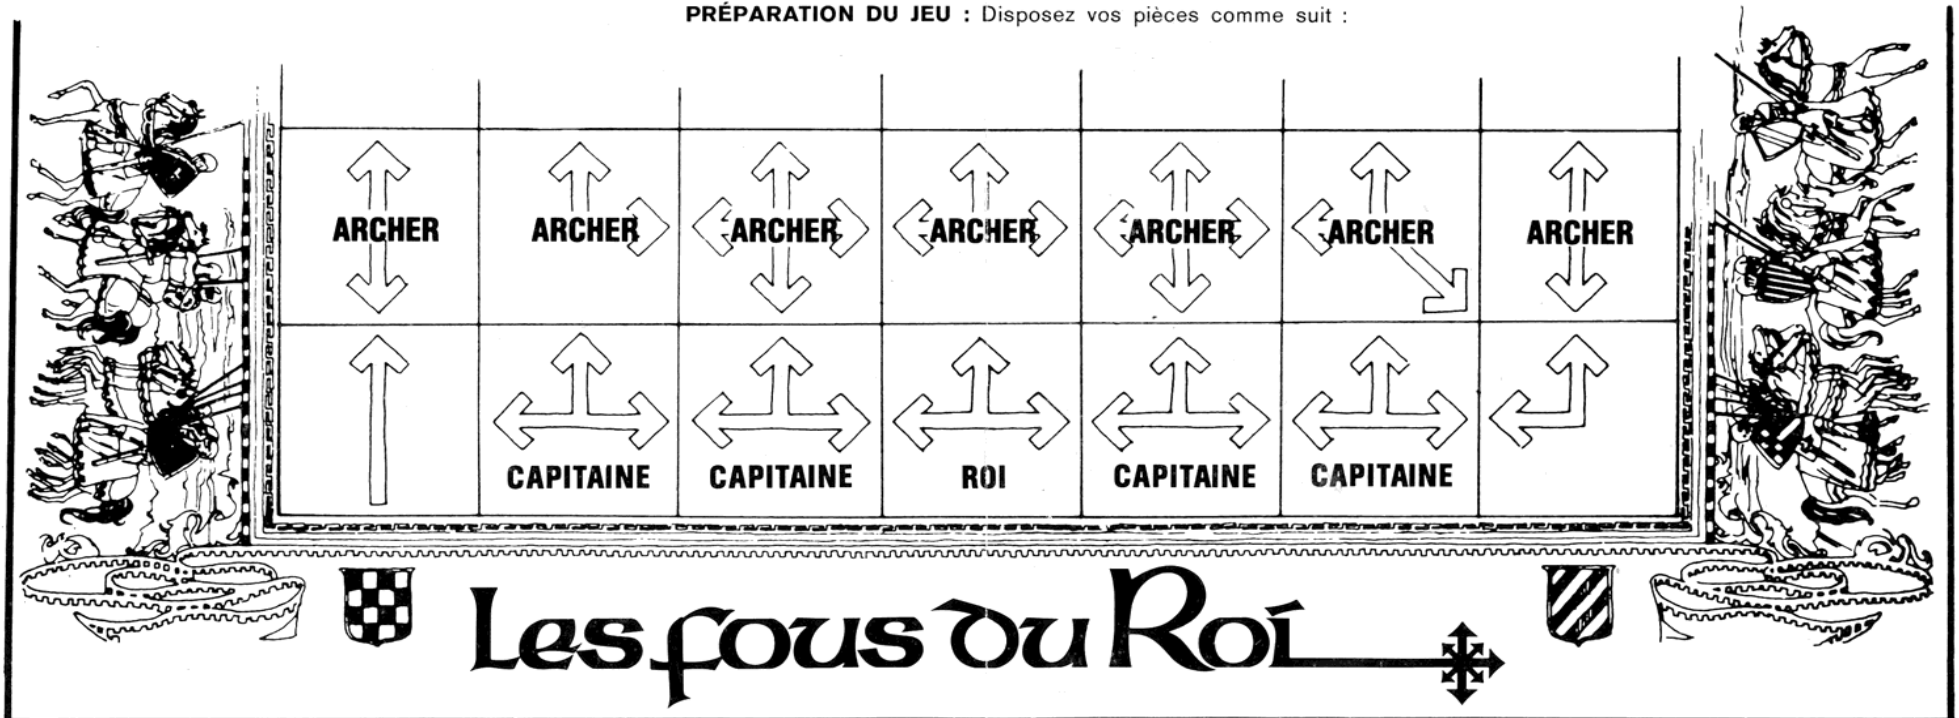 PRÉPARATION DU JEU : Disposez vos pièces comme suit :
ARCHER ARCHER ARCHER ARCHER ARCHER ARCHER ARCHER
CAPITAINE CAPITAINE ROI CAPITAINE CAPITAINE
Les fous du Roi